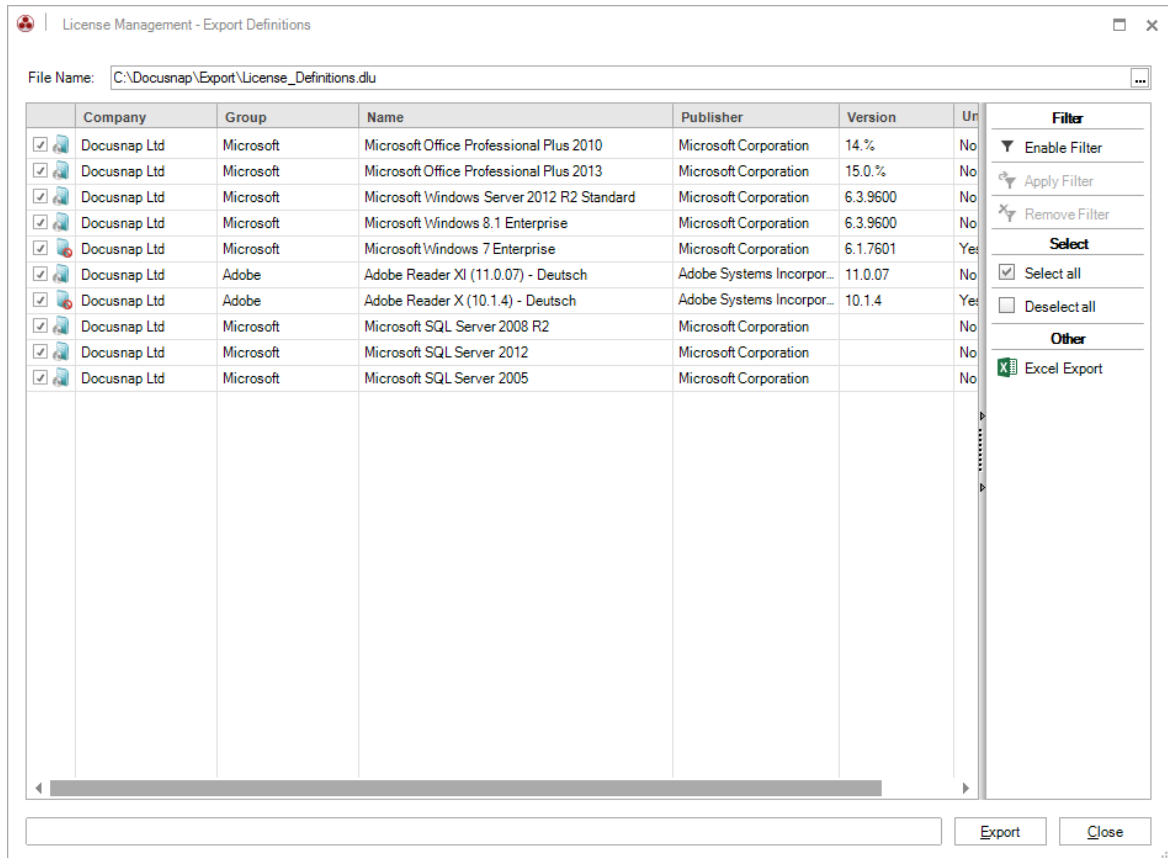 License Management - Export Definitions
File Name: C:\Docusnap\Export\License_Definitions.dlu ...
Company Group Name Publisher Version Un
Docusnap Ltd Microsoft Microsoft Office Professional Plus 2010 Microsoft Corporation 14.% No
Docusnap Ltd Microsoft Microsoft Office Professional Plus 2013 Microsoft Corporation 15.0.% No
Docusnap Ltd Microsoft Microsoft Windows Server 2012 R2 Standard Microsoft Corporation 6.3.9600 No
Docusnap Ltd Microsoft Microsoft Windows 8.1 Enterprise Microsoft Corporation 6.3.9600 No
Docusnap Ltd Microsoft Microsoft Windows 7 Enterprise Microsoft Corporation 6.1.7601 Yes
Docusnap Ltd Adobe Adobe Reader XI (11.0.07) - Deutsch Adobe Systems Incorpor... 11.0.07 No
Docusnap Ltd Adobe Adobe Reader X (10.1.4) - Deutsch Adobe Systems Incorpor... 10.1.4 Yes
Docusnap Ltd Microsoft Microsoft SQL Server 2008 R2 Microsoft Corporation No
Docusnap Ltd Microsoft Microsoft SQL Server 2012 Microsoft Corporation No
Docusnap Ltd Microsoft Microsoft SQL Server 2005 Microsoft Corporation No
Filter
Enable Filter
Apply Filter
Remove Filter
Select
Select all
Deselect all
Other
Excel Export
Export Close